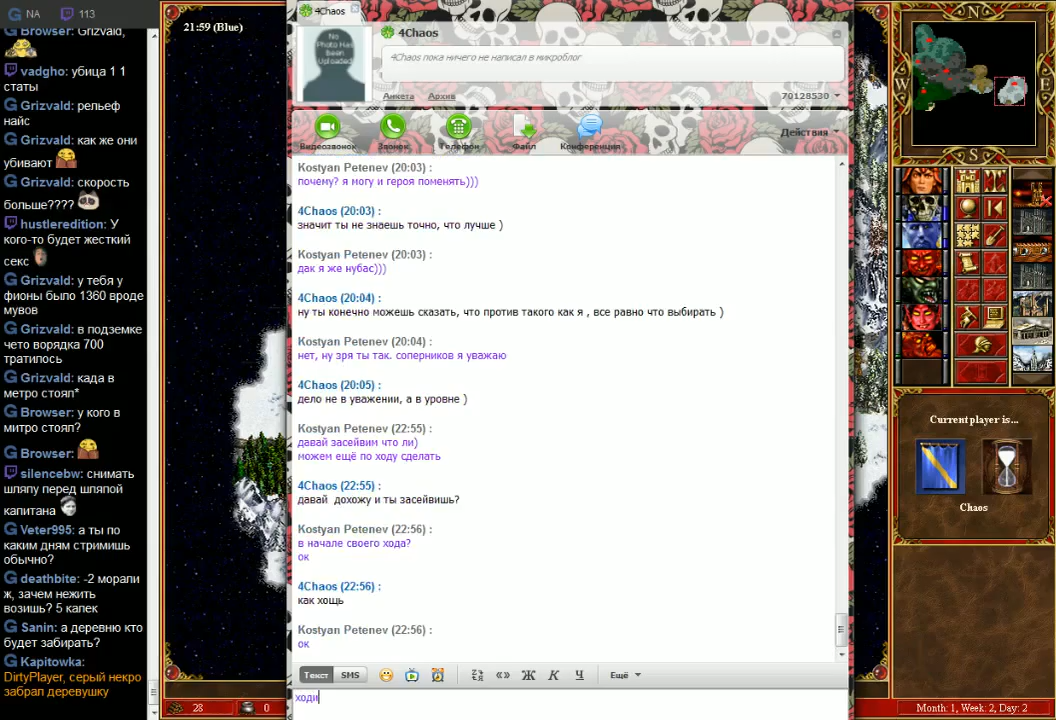 NA 113
Browser: Grizvald,
vadgho: убица 1 1
статы
Grizvald: рельеф
найс
Grizvald: как же они
убивают
Grizvald: скорость
больше????
hustleredition: У
кого-то будет жесткий
секс
Grizvald: у тебя у
фионы было 1360 вроде
мувов
Grizvald: в подземке
чето ворядка 700
тратилось
Grizvald: када в
метро стоял*
Browser: у кого в
митро стоял?
Browser:
silencebw: снимать
шляпу перед шляпой
капитана
Veter995: а ты по
каким дням стримишь
обычно?
deathbite: -2 морали
ж, зачем нежить
возишь? 5 калек
Sanin: а деревню кто
будет забирать?
Kapitowka:
DirtyPlayer, серый некро
забрал деревушку
21:59 (Blue)
4Chaos
No
Photo Has
Been
Uploaded
4Chaos
4Chaos пока ничего не написал в микроблог
Анкета Архив
70128530
Видеозвонок Звонок Телефон Файл Конференция
Действия
Kostyan Petenev (20:03) :
почему? я могу и героя поменять)))
4Chaos (20:03) :
значит ты не знаешь точно, что лучше )
Kostyan Petenev (20:03) :
дак я же нубас)))
4Chaos (20:04) :
ну ты конечно можешь сказать, что против такого как я , все равно что выбирать )
Kostyan Petenev (20:04) :
нет, ну зря ты так. соперников я уважаю
4Chaos (20:05) :
дело не в уважении, а в уровне )
Kostyan Petenev (22:55) :
давай засейвим что ли)
можем ещё по ходу сделать
4Chaos (22:55) :
давай дохожу и ты засейвишь?
Kostyan Petenev (22:56) :
в начале своего хода?
ок
4Chaos (22:56) :
как хощь
Kostyan Petenev (22:56) :
ок
Текст SMS
Ж К Ч Ещё
ходи
28 0
N
W E
S
Current player is...
Chaos
Month: 1, Week: 2, Day: 2